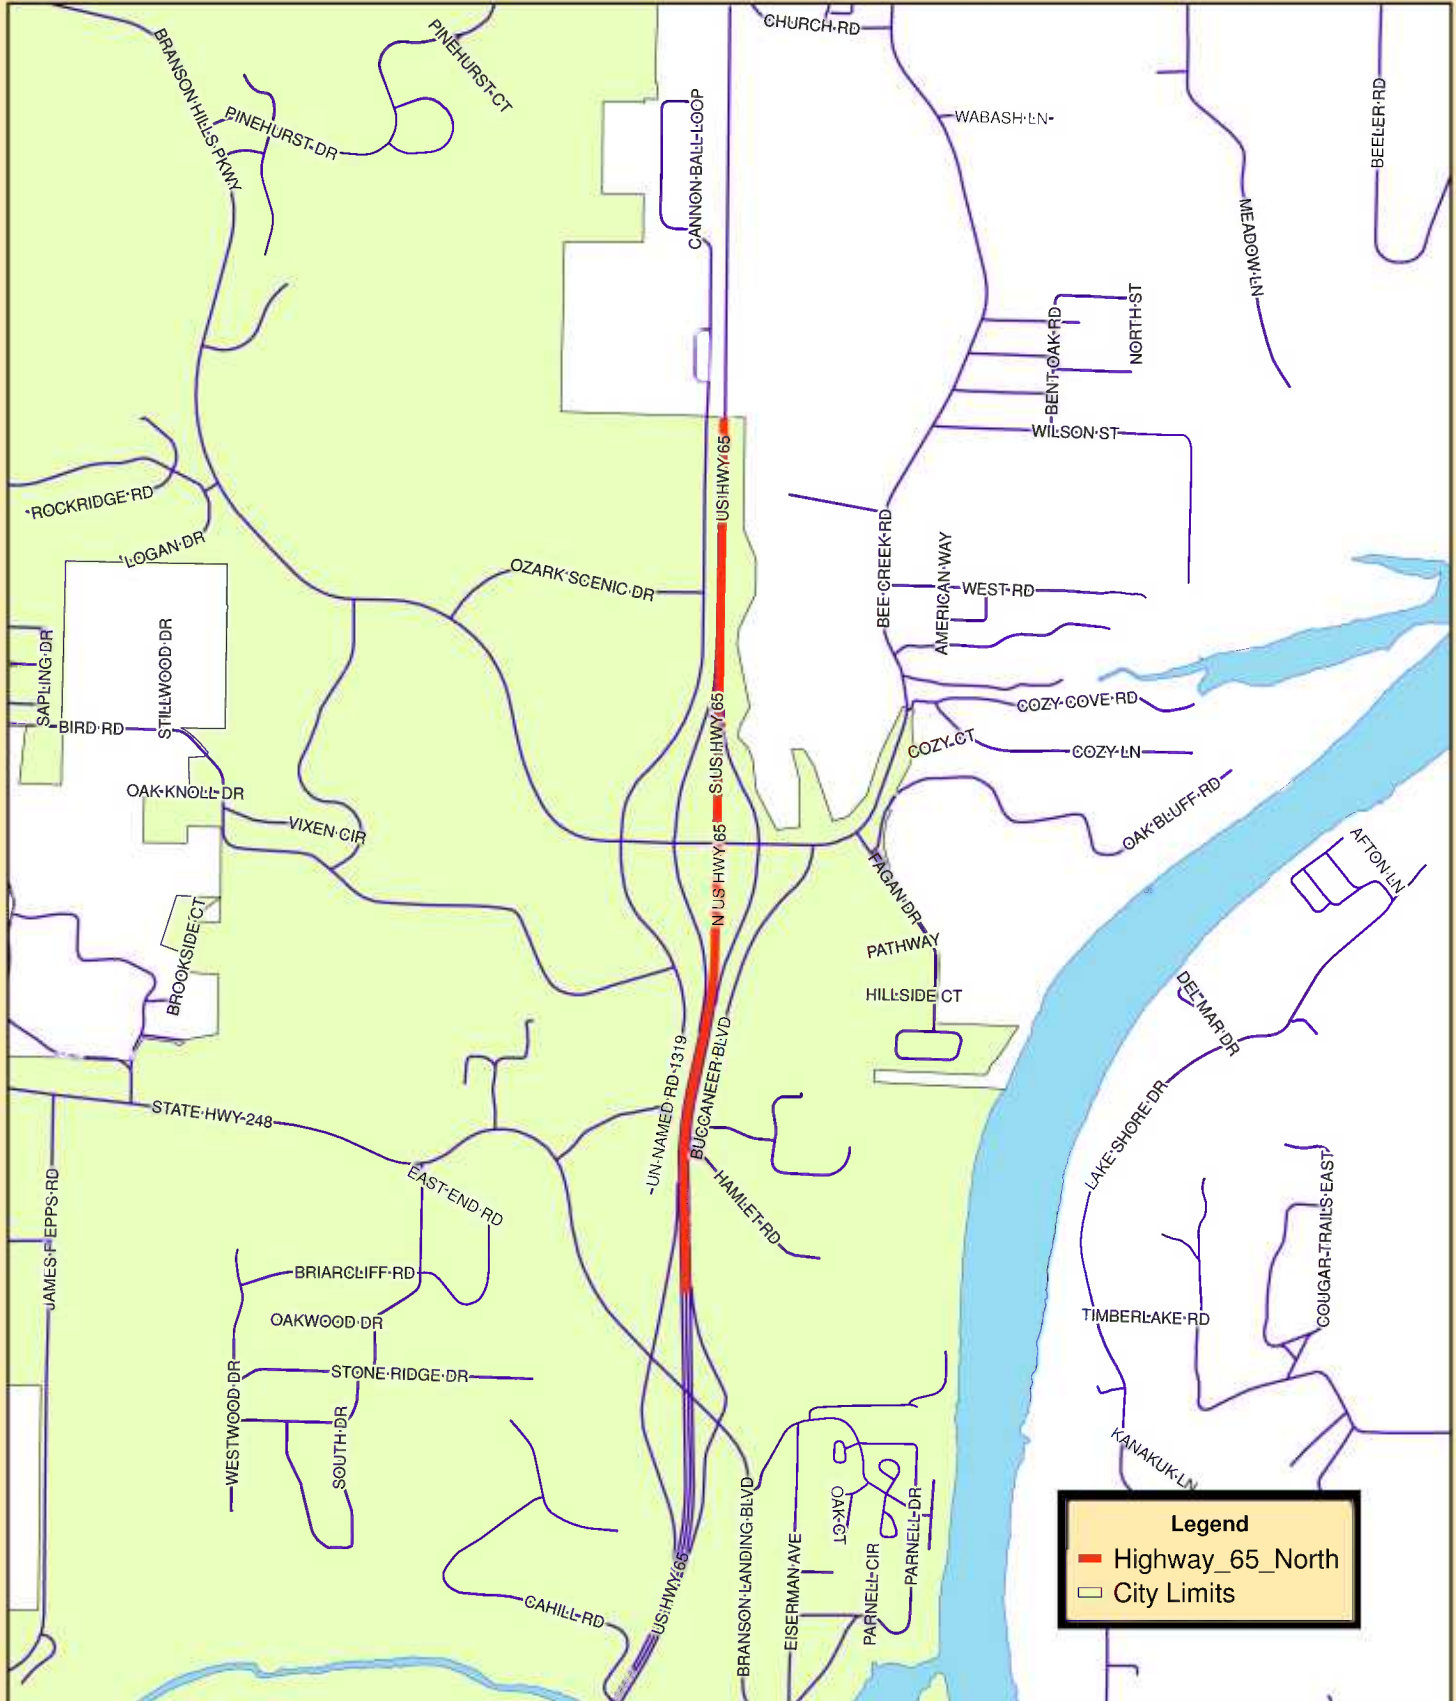 CHURCH RD
PINEHURST CT
BRANSON HILLS PKWY
PINEHURST DR
CANNON BALL LOOP
WABASH LN
BEELER RD
MEADOW LN
NORTH ST
BENT OAK RD
WILSON ST
US HWY 65
ROCKRIDGE RD
LOGAN DR
OZARK SCENIC DR
BEE CREEK RD
AMERICAN WAY
WEST RD
SAPLING DR
STILLWOOD DR
BIRD RD
S US HWY 65
COZY COVE RD
COZY CT
COZY LN
OAK KNOLL DR
VIXEN CIR
N US HWY 65
OAK BLUFF RD
AFTON LN
FAGAN DR
BROOKSIDE CT
PATHWAY
HILLSIDE CT
DEL MAR DR
UN-NAMED RD 1319
BUCCANEER BLVD
STATE HWY 248
LAKE SHORE DR
JAMES F EPPS RD
EAST END RD
HAMLET RD
COUGAR TRAILS EAST
BRIARCLIFF RD
OAKWOOD DR
TIMBERLAKE RD
STONE RIDGE DR
WESTWOOD DR
SOUTH DR
KANAKUK LN
OAK CT
PARNELL DR
BRANSON LANDING BLVD
EISERMAN AVE
PARNELL CIR
CAHILL RD
US HWY 65
Legend
Highway_65_North
City Limits